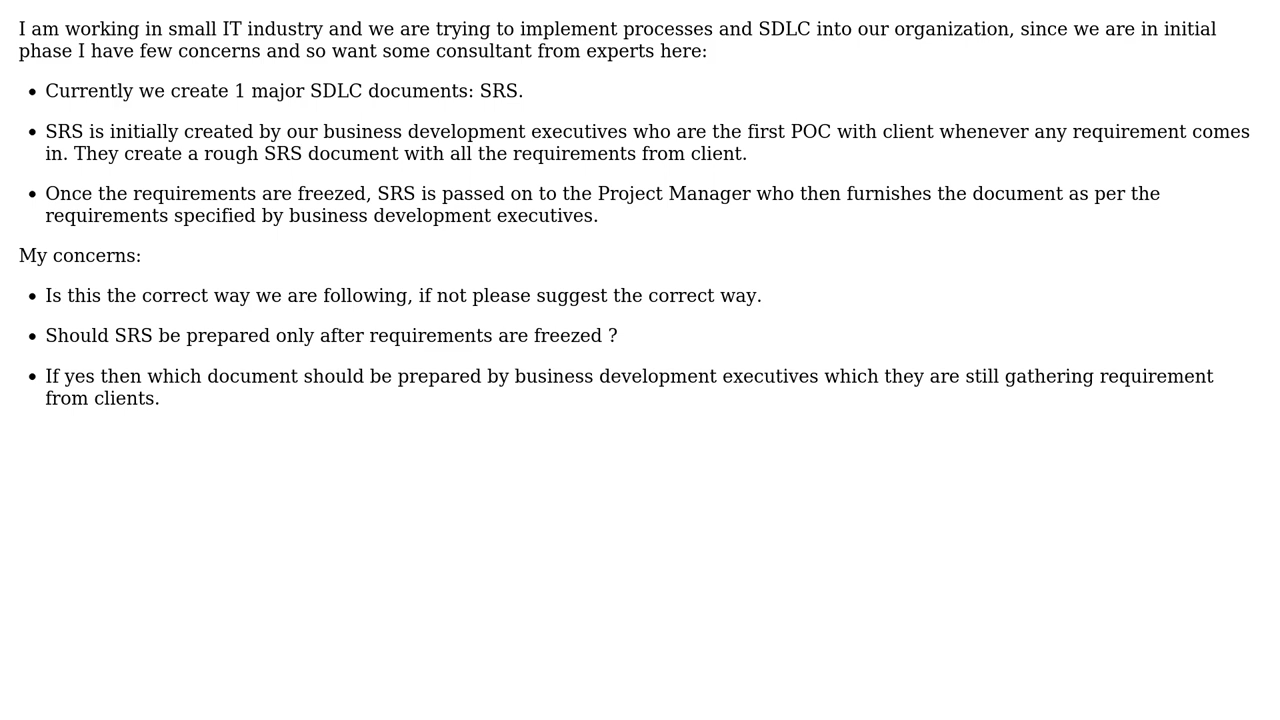 I am working in small IT industry and we are trying to implement processes and SDLC into our organization, since we are in initial
phase I have few concerns and so want some consultant from experts here:
• Currently we create 1 major SDLC documents: SRS.
• SRS is initially created by our business development executives who are the first POC with client whenever any requirement comes
in. They create a rough SRS document with all the requirements from client.
• Once the requirements are freezed, SRS is passed on to the Project Manager who then furnishes the document as per the
requirements specified by business development executives.
My concerns:
• Is this the correct way we are following, if not please suggest the correct way.
• Should SRS be prepared only after requirements are freezed ?
• If yes then which document should be prepared by business development executives which they are still gathering requirement
from clients.